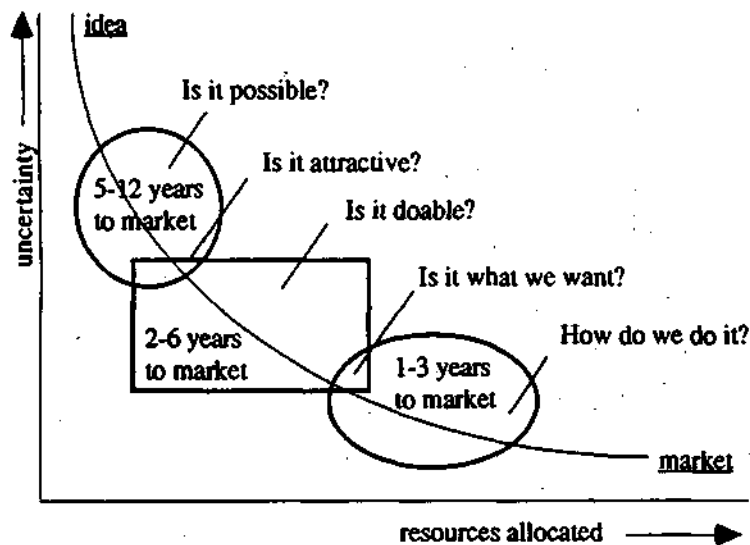 idea
Is it possible?
Is it attractive?
5-12 years
to market
Is it doable?
uncertainty
Is it what we want?
How do we do it?
2-6 years
to market
1-3 years
to market
market
resources allocated